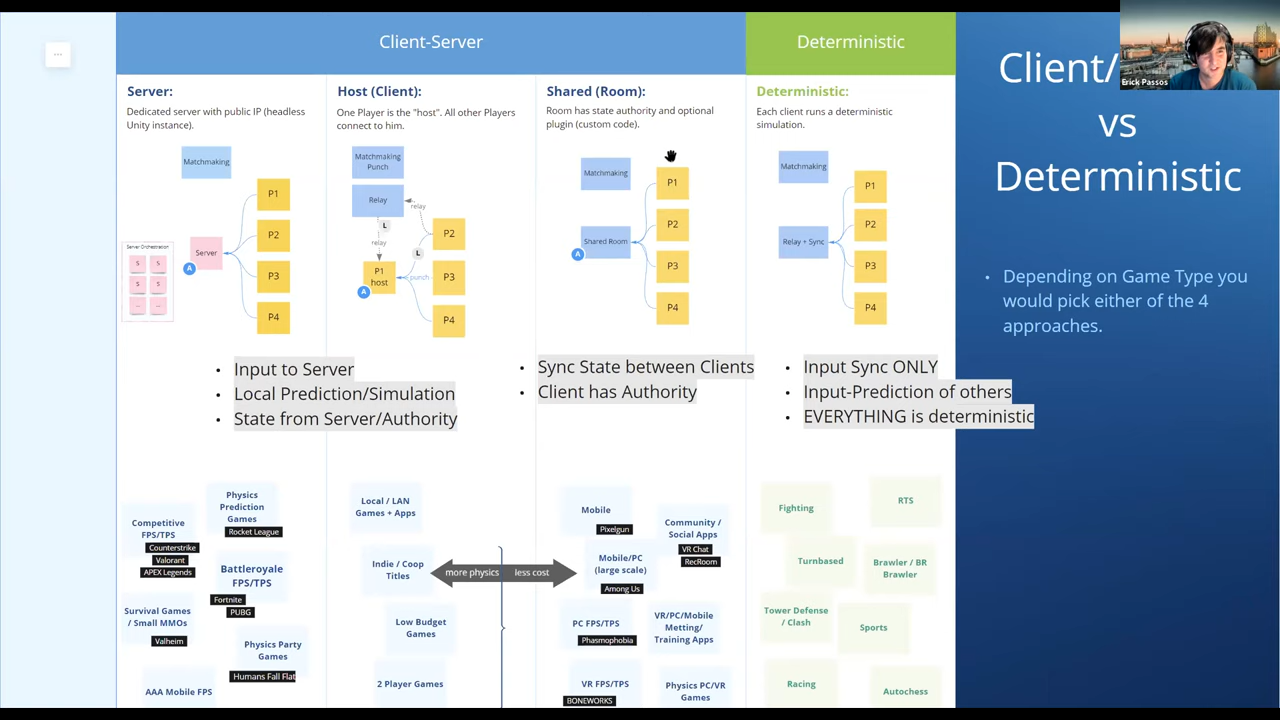 ...
Client-Server
Deterministic
Client/
vs
Deterministic
Erick Passos
Server:
Dedicated server with public IP (headless
Unity instance).
Matchmaking
P1
P2
P3
P4
Server
A
Server Orchestration
S
S
S
S
...
...
Host (Client):
One Player is the "host". All other Players
connect to him.
Matchmaking
Punch
Relay
relay
L
relay
L
P2
P1
host
punch
P3
A
P4
Shared (Room):
Room has state authority and optional
plugin (custom code).
Matchmaking
P1
P2
Shared Room
A
P3
P4
Deterministic:
Each client runs a deterministic
simulation.
Matchmaking
P1
P2
Relay + Sync
P3
P4
• Depending on Game Type you
would pick either of the 4
approaches.
• Input to Server
• Local Prediction/Simulation
• State from Server/Authority
• Sync State between Clients
• Client has Authority
• Input Sync ONLY
• Input-Prediction of others
• EVERYTHING is deterministic
Physics
Prediction
Games
Rocket League
Competitive
FPS/TPS
Counterstrike
Valorant
APEX Legends
Battleroyale
FPS/TPS
Fortnite
PUBG
Survival Games
/ Small MMOs
Valheim
Physics Party
Games
Humans Fall Flat
AAA Mobile FPS
Local / LAN
Games + Apps
Indie / Coop
Titles
more physics
less cost
Low Budget
Games
2 Player Games
Mobile
Pixelgun
Community /
Social Apps
VR Chat
RecRoom
Mobile/PC
(large scale)
Among Us
PC FPS/TPS
Phasmophobia
VR/PC/Mobile
Metting/
Training Apps
VR FPS/TPS
BONEWORKS
Physics PC/VR
Games
Fighting
RTS
Turnbased
Brawler / BR
Brawler
Tower Defense
/ Clash
Sports
Racing
Autochess